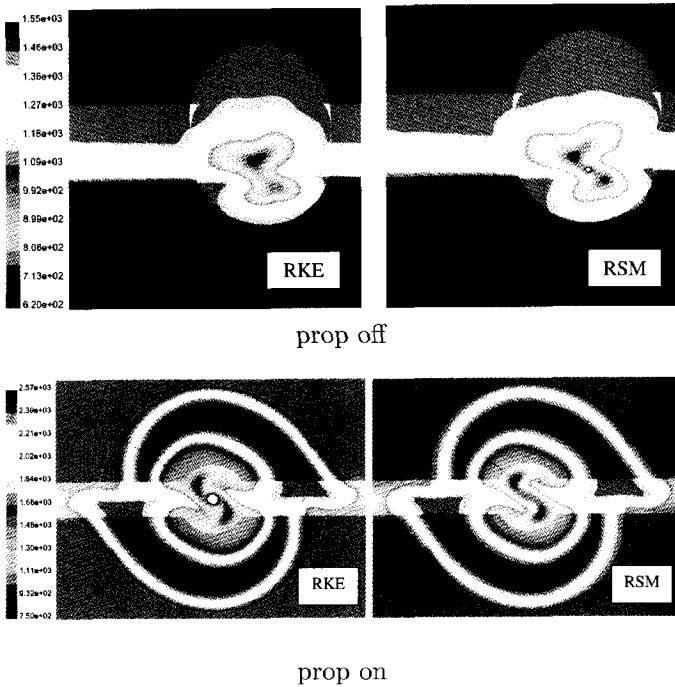 1.55e+03
1.46e+03
1.36e+03
1.27e+03
1.18e+03
1.09e+03
9.92e+02
8.99e+02
8.06e+02
7.13e+02
6.20e+02
RKE
RSM
prop off
2.57e+03
2.39e+03
2.21e+03
2.02e+03
1.84e+03
1.66e+03
1.48e+03
1.30e+03
1.11e+03
9.32e+02
7.50e+02
RKE
RSM
prop on